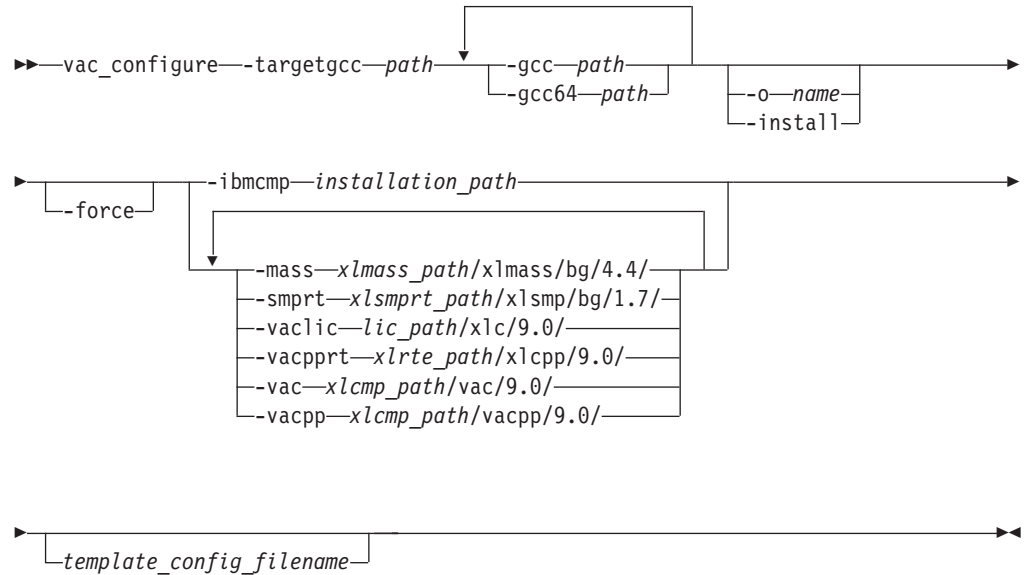 vac_configure -targetgcc path -gcc path
-gcc64 path
-o name
-install
-force
-ibmcmp installation_path
-mass xlmass_path/xlmass/bg/4.4/
-smprt xlsmprt_path/xlsmp/bg/1.7/
-vaclic lic_path/xlc/9.0/
-vacpprt xlrte_path/xlcpp/9.0/
-vac xlcmp_path/vac/9.0/
-vacpp xlcmp_path/vacpp/9.0/
template_config_filename